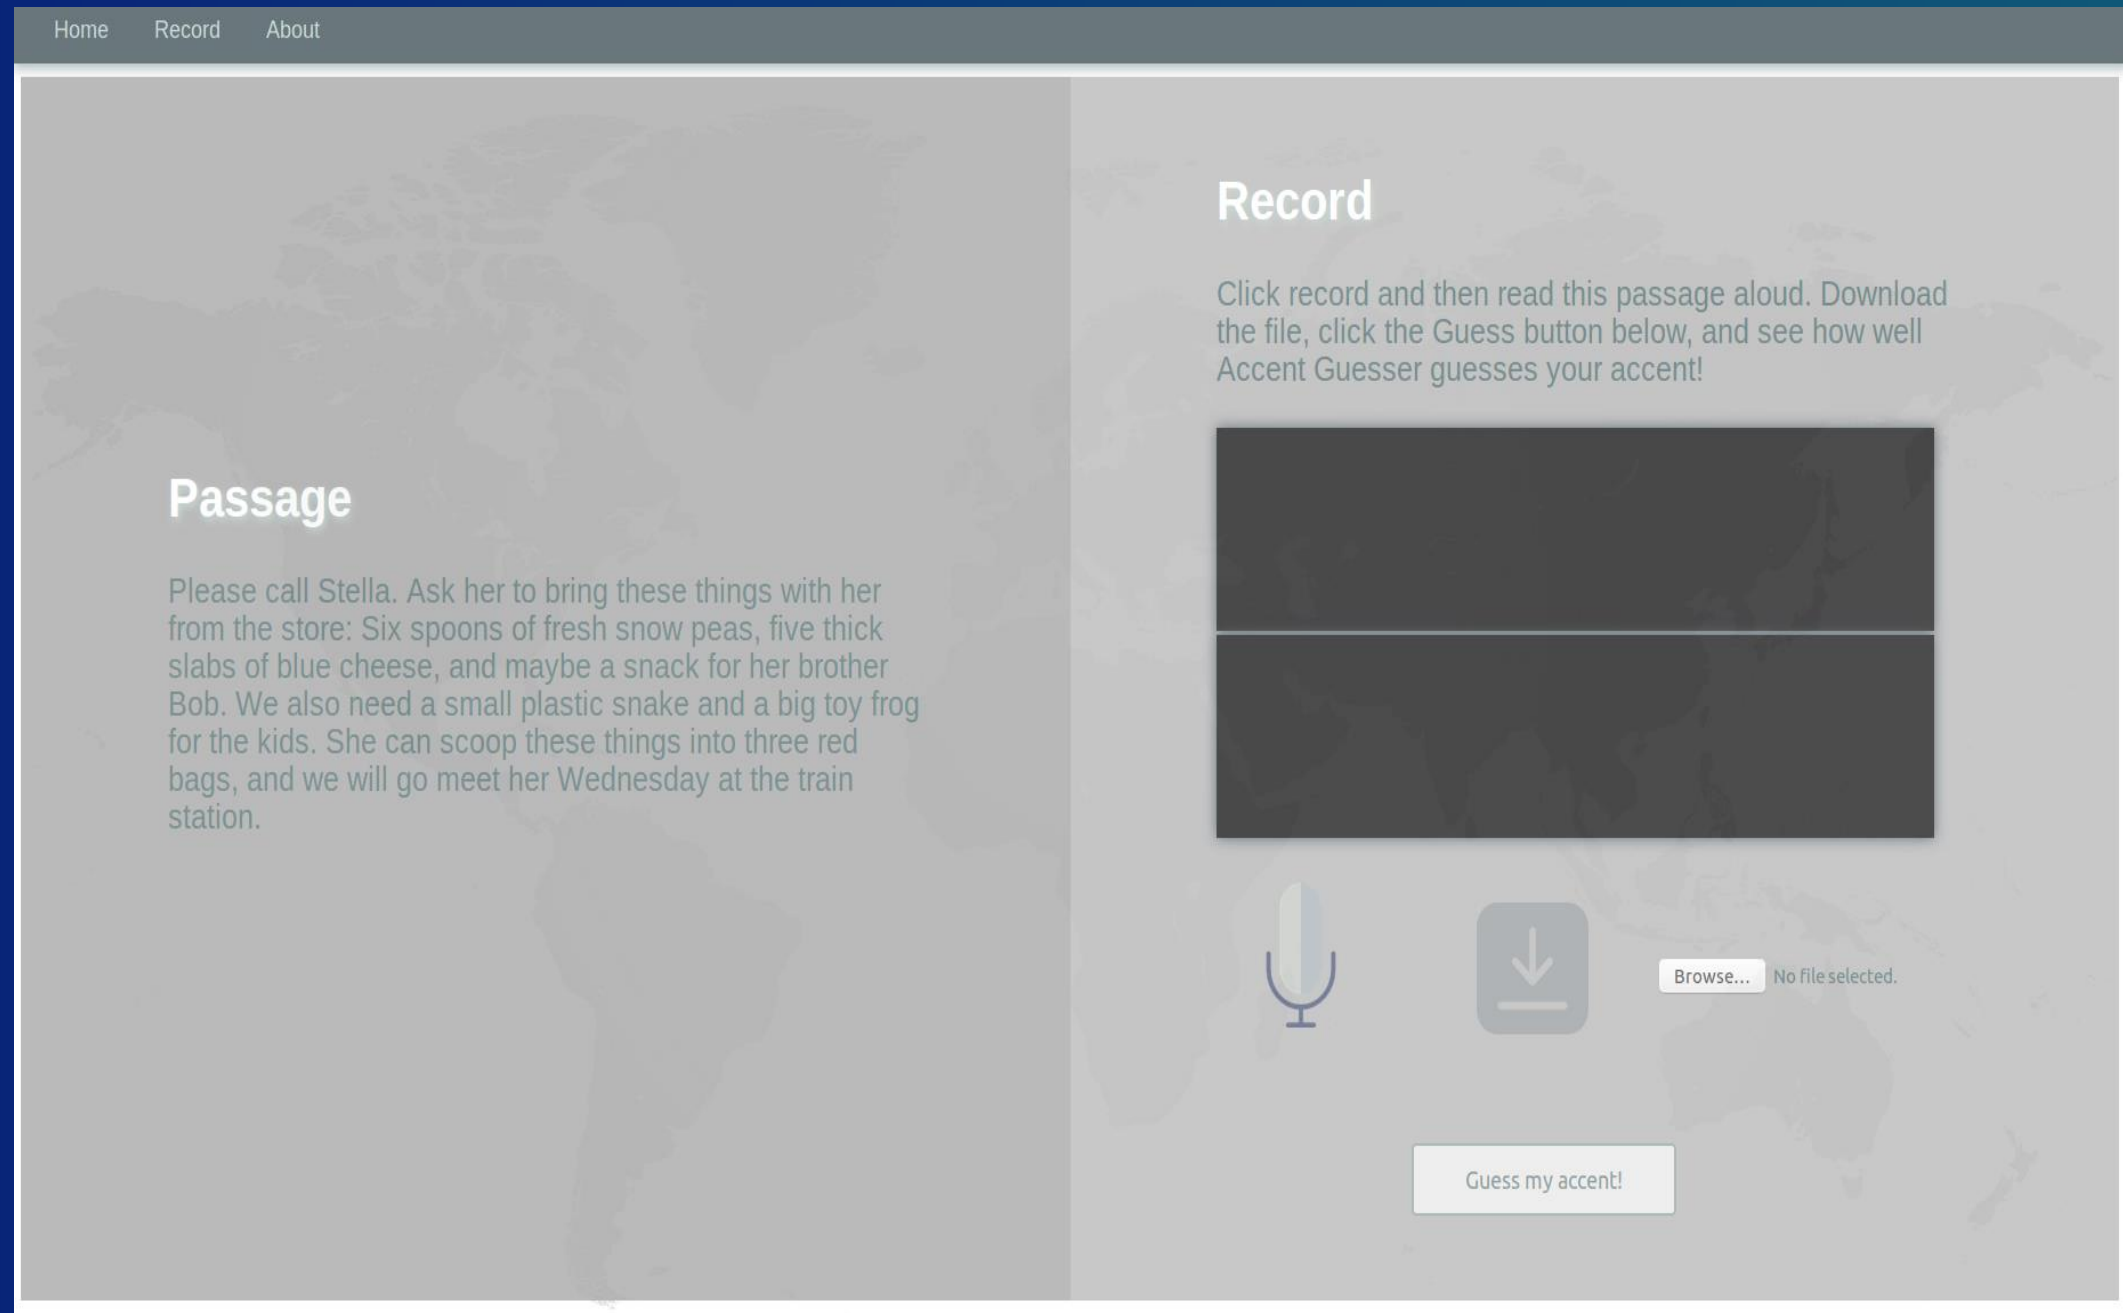 Home Record About
Passage
Please call Stella. Ask her to bring these things with her
from the store: Six spoons of fresh snow peas, five thick
slabs of blue cheese, and maybe a snack for her brother
Bob. We also need a small plastic snake and a big toy frog
for the kids. She can scoop these things into three red
bags, and we will go meet her Wednesday at the train
station.
Record
Click record and then read this passage aloud. Download
the file, click the Guess button below, and see how well
Accent Guesser guesses your accent!
Browse... No file selected.
Guess my accent!